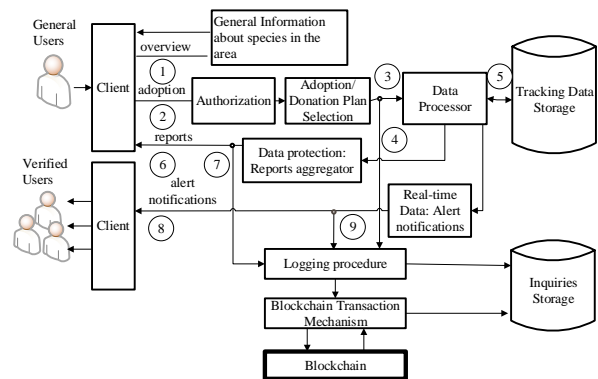 General
Users
Client
General Information
about species in the
area
overview
1
adoption
2
Authorization
Adoption/
Donation Plan
Selection
3
Data
Processor
5
Tracking Data
Storage
4
reports
6
7
Data protection:
Reports aggregator
Verified
Users
Client
alert
notifications
8
Real-time
Data: Alert
notifications
9
Logging procedure
Inquiries
Storage
Blockchain Transaction
Mechanism
Blockchain